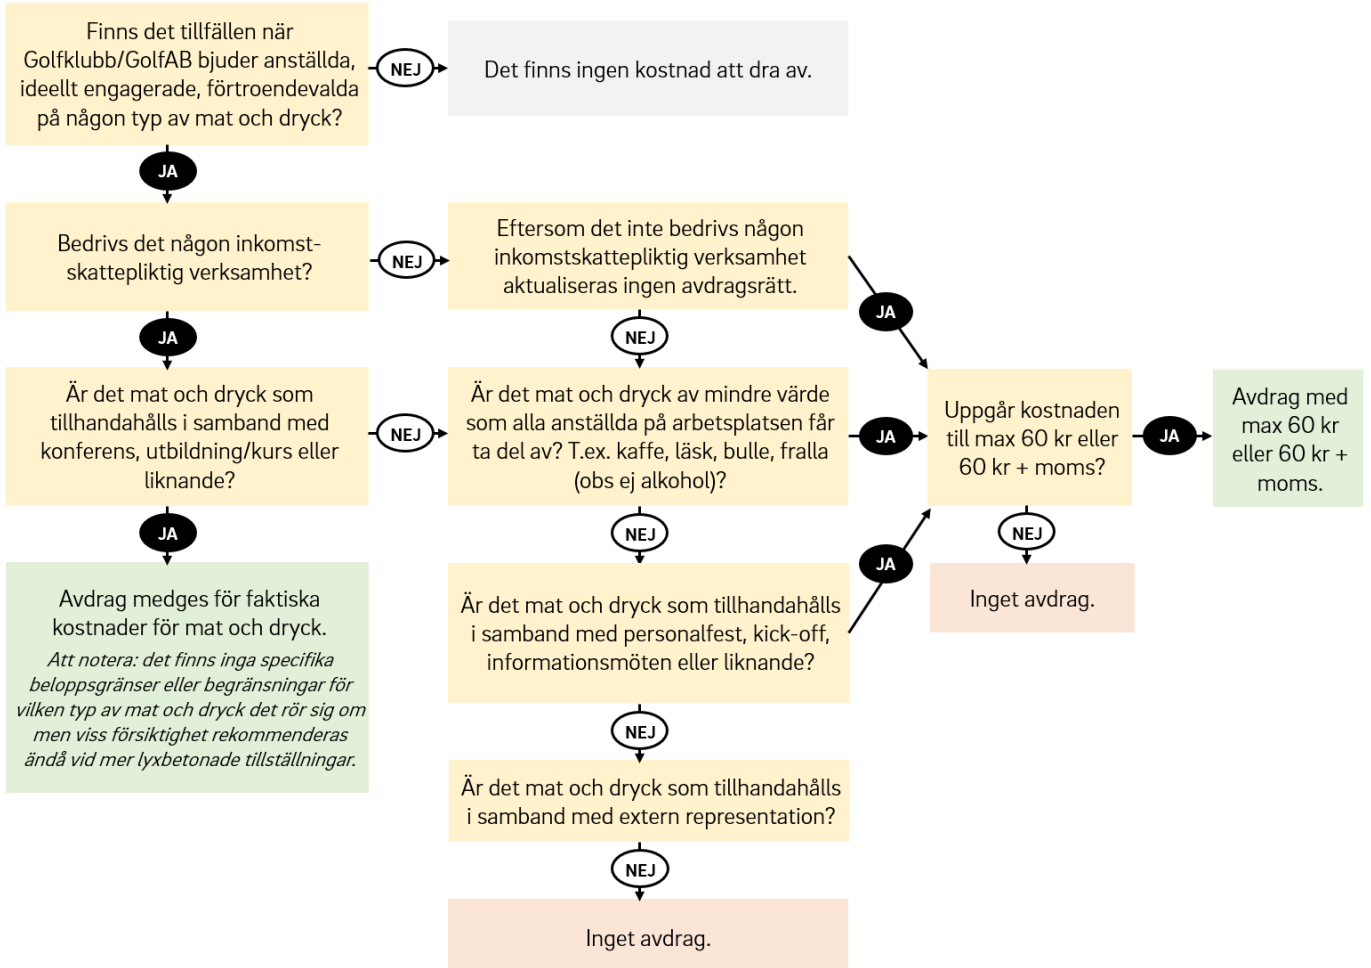 Finns det tillfällen när
Golfklubb/GolfAB bjuder anställda,
ideellt engagerade, förtroendevalda
på någon typ av mat och dryck?
NEJ
Det finns ingen kostnad att dra av.
JA
Bedrivs det någon inkomst-
skattepliktig verksamhet?
NEJ
Eftersom det inte bedrivs någon
inkomstskattepliktig verksamhet
aktualiseras ingen avdragsrätt.
JA
JA
NEJ
Är det mat och dryck som
tillhandahålls i samband med
konferens, utbildning/kurs eller
liknande?
NEJ
Är det mat och dryck av mindre värde
som alla anställda på arbetsplatsen får
ta del av? T.ex. kaffe, läsk, bulle, fralla
(obs ej alkohol)?
JA
Uppgår kostnaden
till max 60 kr eller
60 kr + moms?
JA
Avdrag med
max 60 kr
eller 60 kr +
moms.
JA
NEJ
JA
NEJ
Avdrag medges för faktiska
kostnader för mat och dryck.
Att notera: det finns inga specifika
beloppsgränser eller begränsningar för
vilken typ av mat och dryck det rör sig om
men viss försiktighet rekommenderas
ändå vid mer lyxbetonade tillställningar.
Är det mat och dryck som tillhandahålls
i samband med personalfest, kick-off,
informationsmöten eller liknande?
Inget avdrag.
NEJ
Är det mat och dryck som tillhandahålls
i samband med extern representation?
NEJ
Inget avdrag.